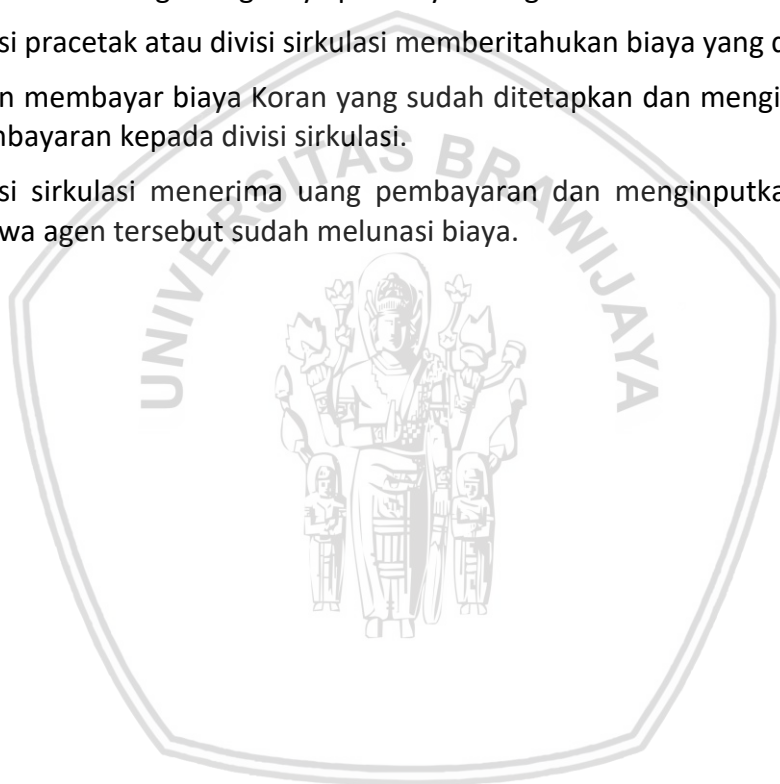 si pracetak atau divisi sirkulasi memberitahukan biaya yang
n membayar biaya Koran yang sudah ditetapkan dan mengi
bayaran kepada divisi sirkulasi.
si sirkulasi menerima uang pembayaran dan menginputka
wa agen tersebut sudah melunasi biaya.
UNIVERSITAS BRAWIJAYA